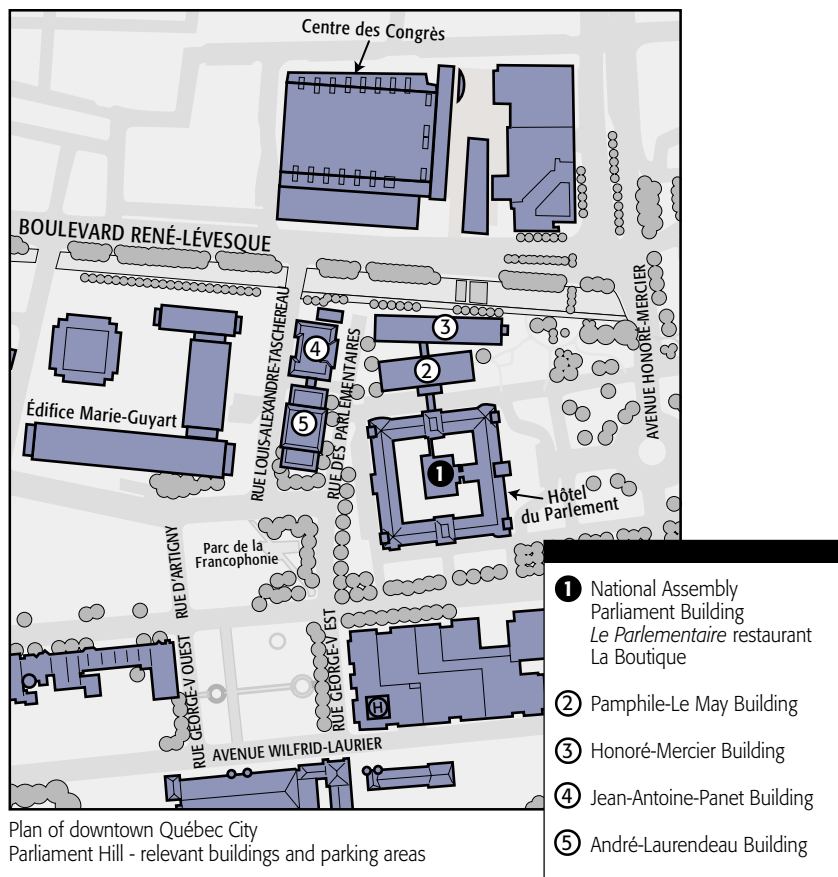 Centre des Congrès
BOULEVARD RENÉ-LÉVESQUE
AVENUE HONORÉ-MERCIER
RUE LOUIS-ALEXANDRE-TASCHEREAU
RUE DES PARLEMENTAIRES
3
4
2
Édifice Marie-Guyart
5
1
Hôtel
du Parlement
RUE D'ARTIGNY
Parc de la
Francophonie
RUE GEORGE-V OUEST
RUE GEORGE-V EST
H
AVENUE WILFRID-LAURIER
1 National Assembly
Parliament Building
Le Parlementaire restaurant
La Boutique
2 Pamphile-Le May Building
3 Honoré-Mercier Building
4 Jean-Antoine-Panet Building
5 André-Laurendeau Building
Plan of downtown Québec City
Parliament Hill - relevant buildings and parking areas